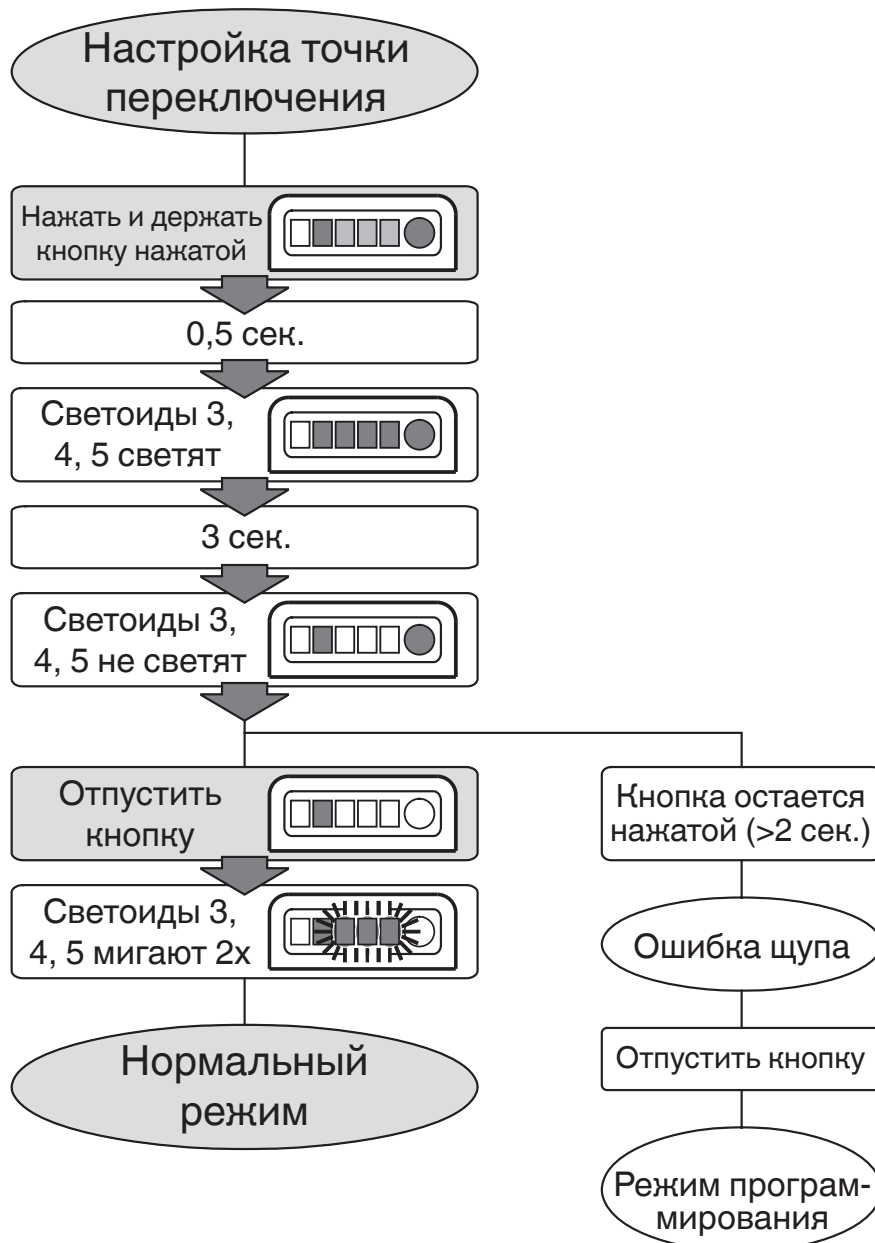 Настройка точки
переключения
Нажать и держать
кнопку нажатой
0,5 сек.
Светоиды 3,
4, 5 светят
3 сек.
Светоиды 3,
4, 5 не светят
Отпустить
кнопку
Светоиды 3,
4, 5 мигают 2x
Нормальный
режим
Кнопка остается
нажатой (>2 сек.)
Ошибка щупа
Отпустить кнопку
Режим програм-
мирования